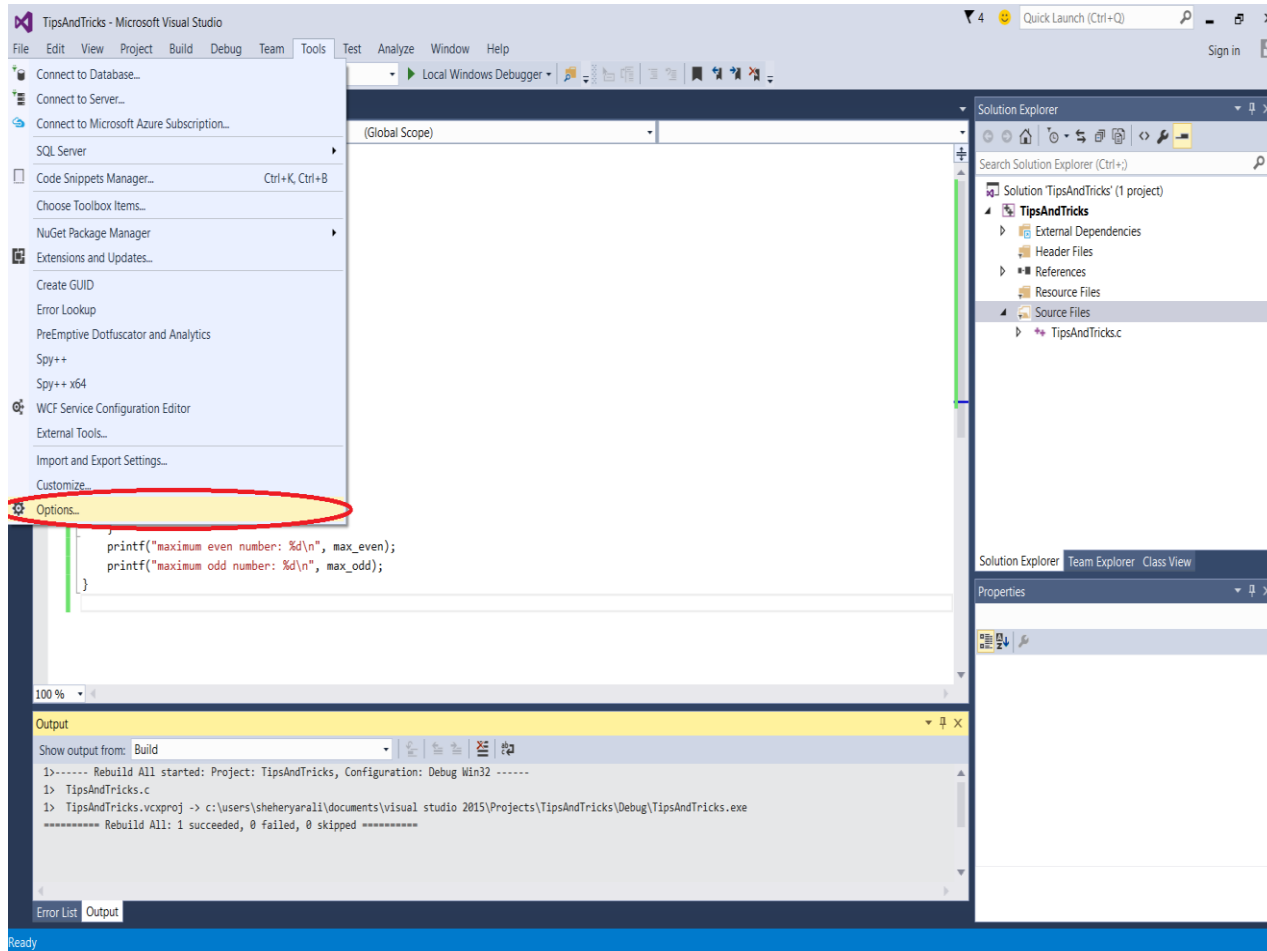 TipsAndTricks - Microsoft Visual Studio
4
Quick Launch (Ctrl+Q)
File Edit View Project Build Debug Team Tools Test Analyze Window Help
Sign in
Local Windows Debugger
Connect to Database...
Connect to Server...
Connect to Microsoft Azure Subscription...
SQL Server
Code Snippets Manager... Ctrl+K, Ctrl+B
Choose Toolbox Items...
NuGet Package Manager
Extensions and Updates...
Create GUID
Error Lookup
PreEmptive Dotfuscator and Analytics
Spy++
Spy++ x64
WCF Service Configuration Editor
External Tools...
Import and Export Settings...
Customize...
Options...
(Global Scope)
}
printf("maximum even number: %d\n", max_even);
printf("maximum odd number: %d\n", max_odd);
}
100 %
Output
Show output from: Build
1>------ Rebuild All started: Project: TipsAndTricks, Configuration: Debug Win32 ------
1> TipsAndTricks.c
1> TipsAndTricks.vcxproj -> c:\users\sheheryarali\documents\visual studio 2015\Projects\TipsAndTricks\Debug\TipsAndTricks.exe
========== Rebuild All: 1 succeeded, 0 failed, 0 skipped ==========
Error List Output
Ready
Solution Explorer
Search Solution Explorer (Ctrl+;)
Solution 'TipsAndTricks' (1 project)
TipsAndTricks
External Dependencies
Header Files
References
Resource Files
Source Files
TipsAndTricks.c
Solution Explorer Team Explorer Class View
Properties